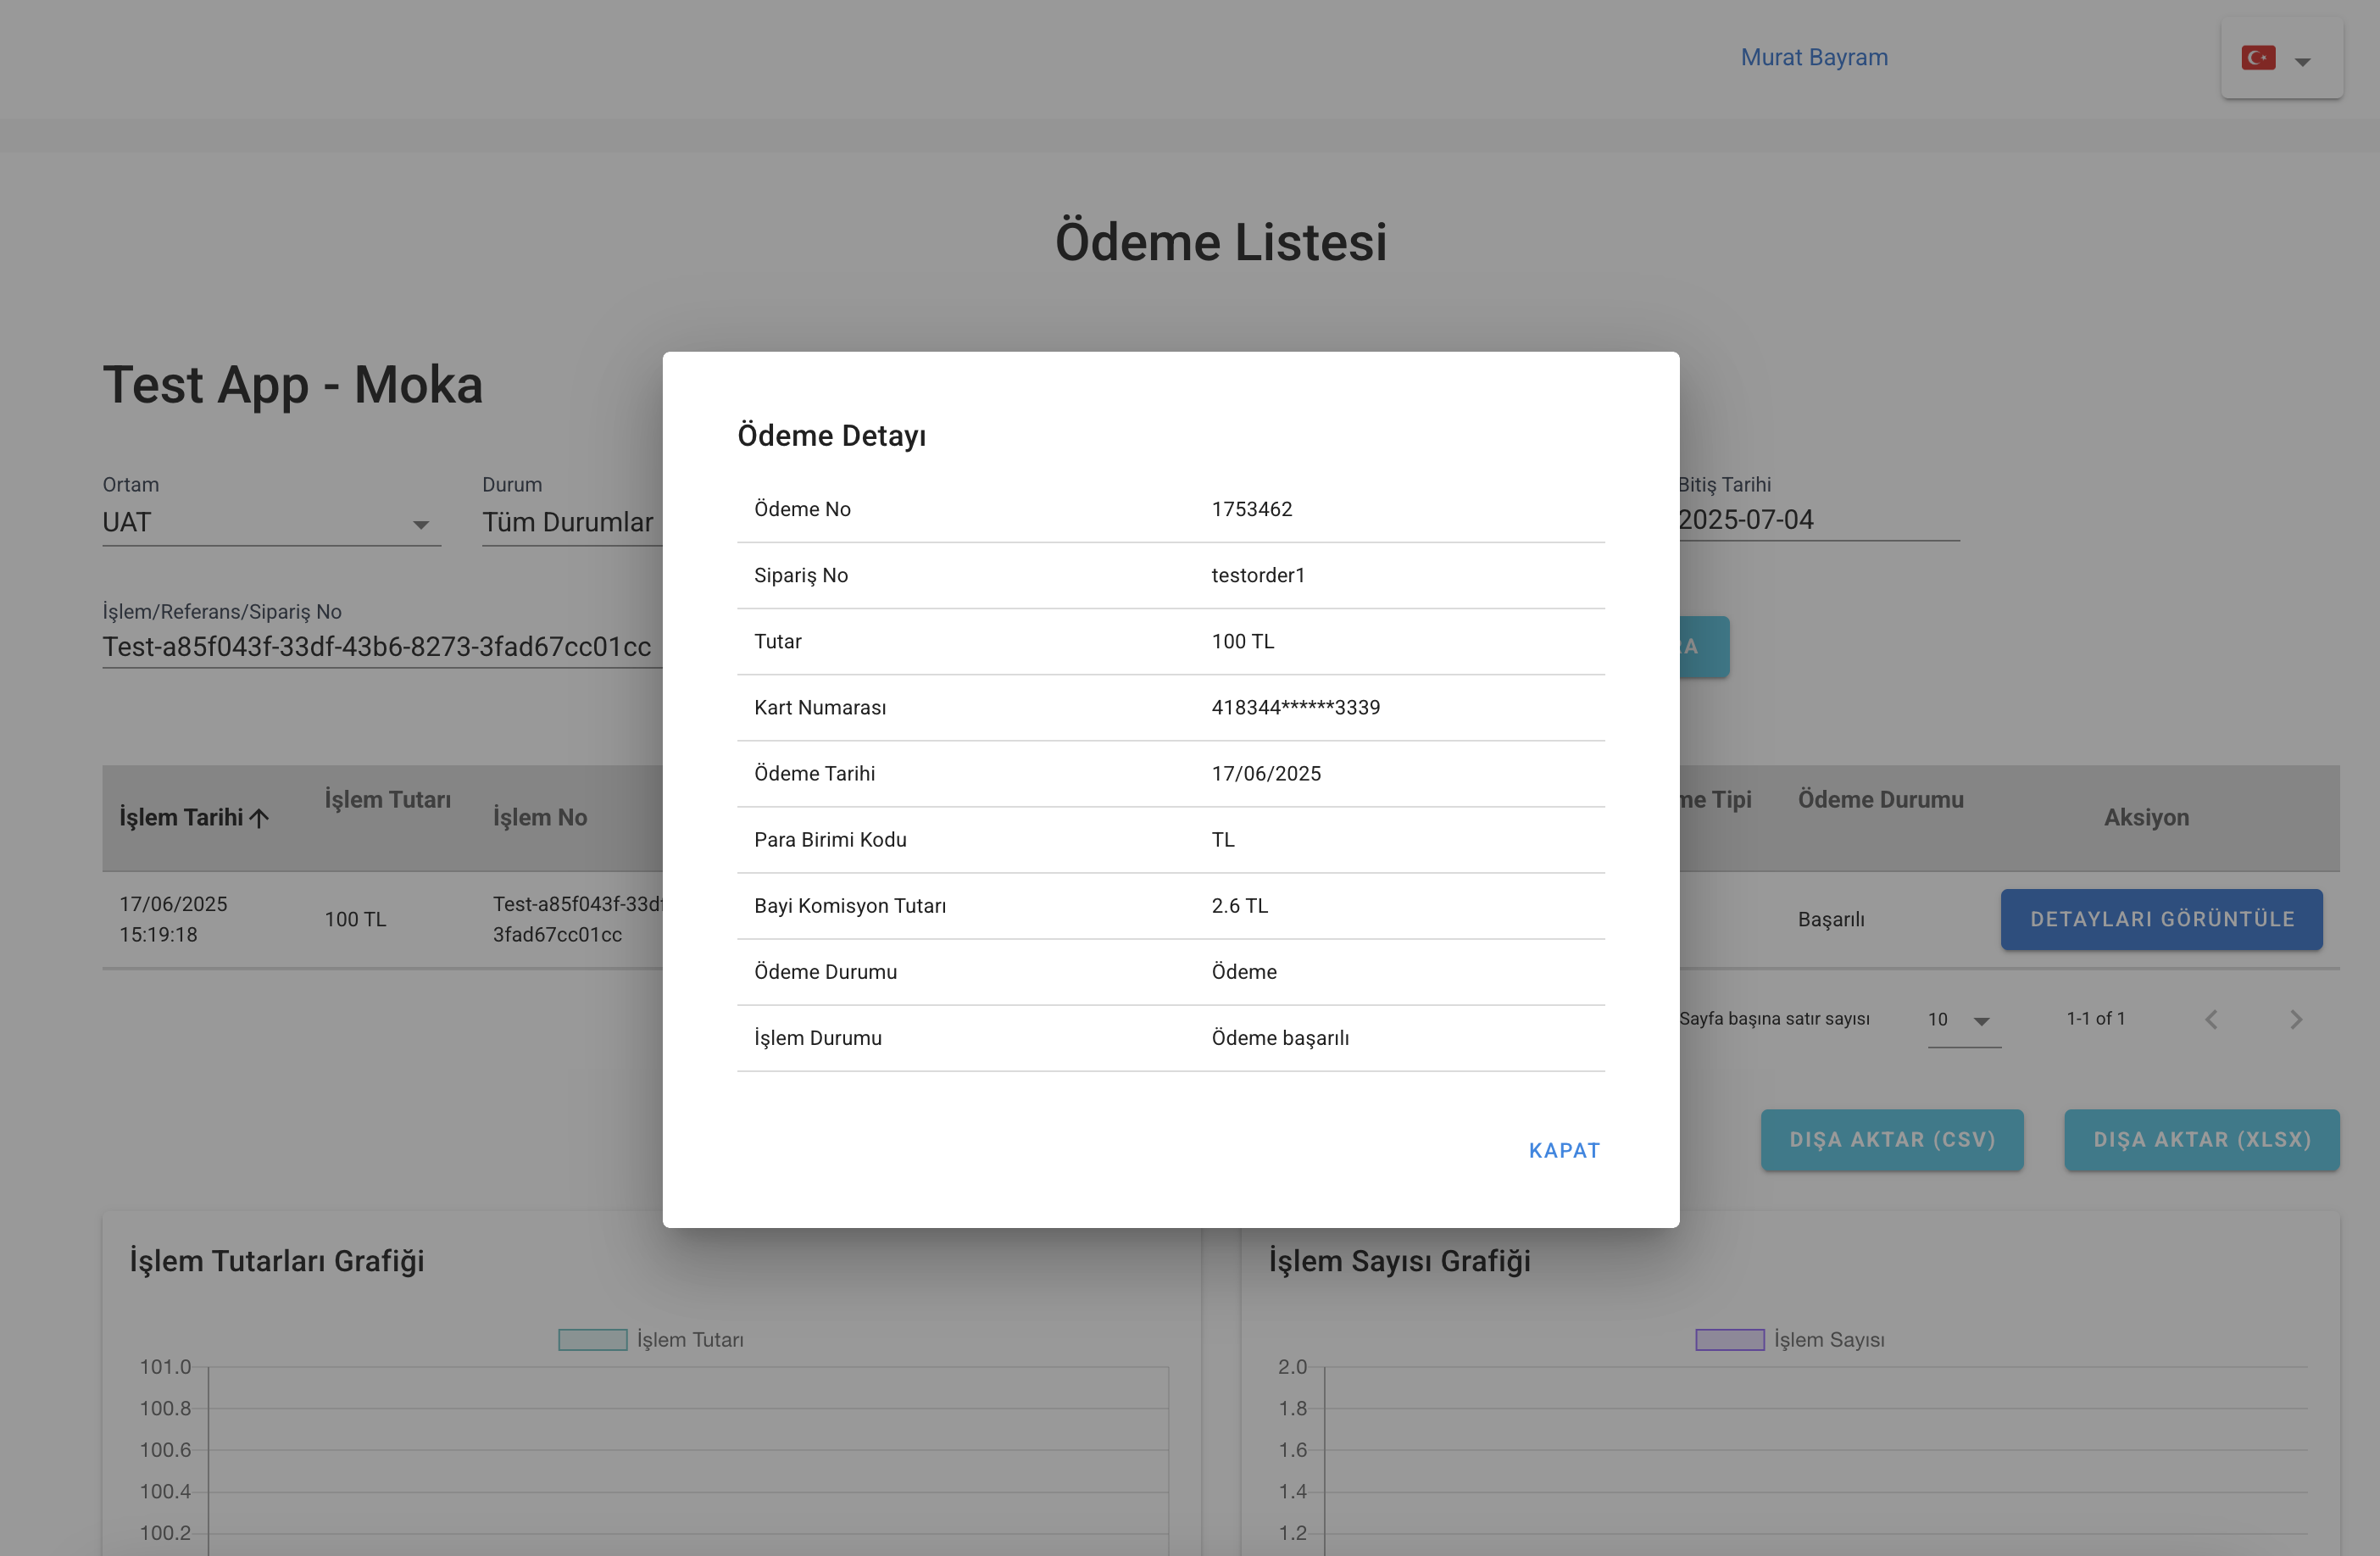 Murat Bayram
Ödeme Listesi
Test App - Moka
Ortam
UAT
Durum
Tüm Durumlar
Bitiş Tarihi
2025-07-04
İşlem/Referans/Sipariş No
Test-a85f043f-33df-43b6-8273-3fad67cc01cc
Ödeme Detayı
Ödeme No 1753462
Sipariş No testorder1
Tutar 100 TL
Kart Numarası 418344******3339
Ödeme Tarihi 17/06/2025
Para Birimi Kodu TL
Bayi Komisyon Tutarı 2.6 TL
Ödeme Durumu Ödeme
İşlem Durumu Ödeme başarılı
KAPAT
İşlem Tarihi İşlem Tutarı İşlem No Tipi Ödeme Durumu Aksiyon
17/06/2025
15:19:18
100 TL
Test-a85f043f-33d
3fad67cc01cc
Başarılı
DETAYLARI GÖRÜNTÜLE
Sayfa başına satır sayısı 10 1-1 of 1
DIŞA AKTAR (CSV) DIŞA AKTAR (XLSX)
İşlem Tutarları Grafiği
İşlem Tutarı
101.0
100.8
100.6
100.4
100.2
İşlem Sayısı Grafiği
İşlem Sayısı
2.0
1.8
1.6
1.4
1.2